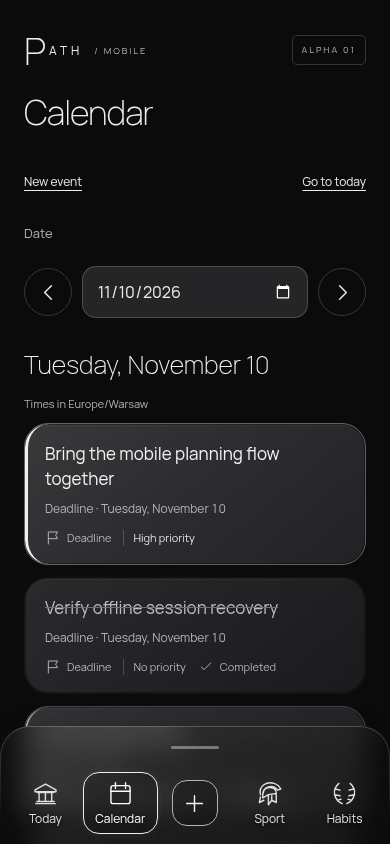 PATH / MOBILE
ALPHA 01
Calendar
New event
Go to today
Date
11/10/2026
Tuesday, November 10
Times in Europe/Warsaw
Bring the mobile planning flow
together
Deadline · Tuesday, November 10
Deadline
High priority
Verify offline session recovery
Deadline · Tuesday, November 10
Deadline
No priority
Completed
Today
Calendar
Sport
Habits